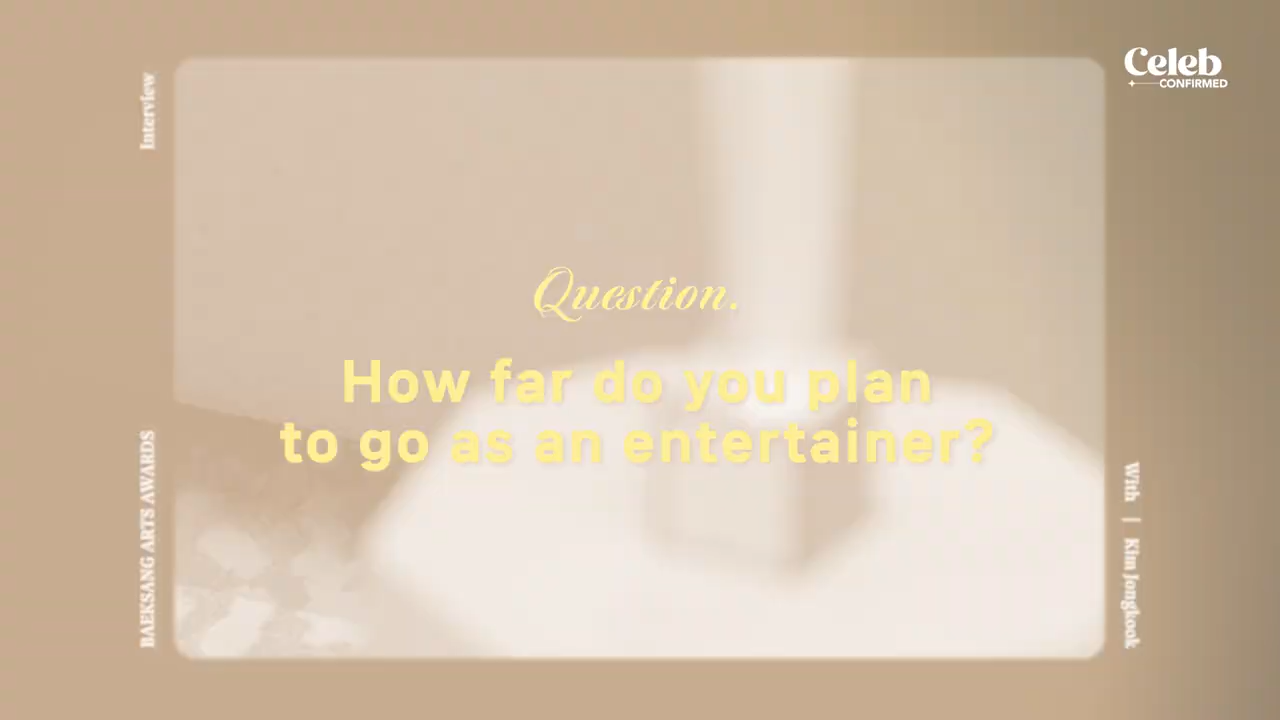 Celeb
CONFIRMED
Interview
Question.
How far do you plan
to go as an entertainer?
BAEKSANG ARTS AWARDS
With | Kim Jongkook